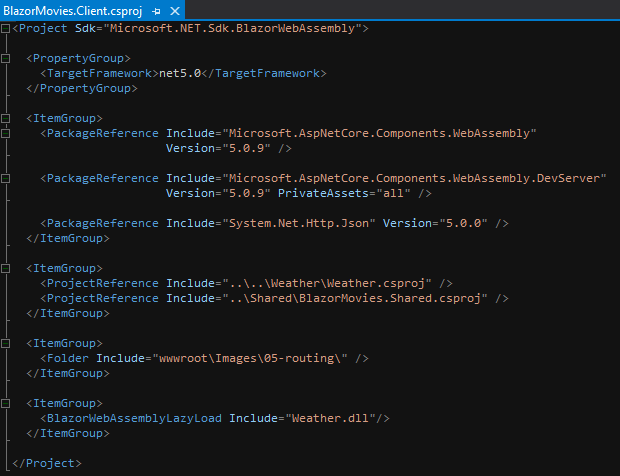 BlazorMovies.Client.csproj
<Project Sdk="Microsoft.NET.Sdk.BlazorWebAssembly">
<PropertyGroup>
<TargetFramework>net5.0</TargetFramework>
</PropertyGroup>
<ItemGroup>
<PackageReference Include="Microsoft.AspNetCore.Components.WebAssembly"
Version="5.0.9" />
<PackageReference Include="Microsoft.AspNetCore.Components.WebAssembly.DevServer"
Version="5.0.9" PrivateAssets="all" />
<PackageReference Include="System.Net.Http.Json" Version="5.0.0" />
</ItemGroup>
<ItemGroup>
<ProjectReference Include="..\..\Weather\Weather.csproj" />
<ProjectReference Include="..\Shared\BlazorMovies.Shared.csproj" />
</ItemGroup>
<ItemGroup>
<Folder Include="wwwroot\Images\05-routing\" />
</ItemGroup>
<ItemGroup>
<BlazorWebAssemblyLazyLoad Include="Weather.dll"/>
</ItemGroup>
</Project>